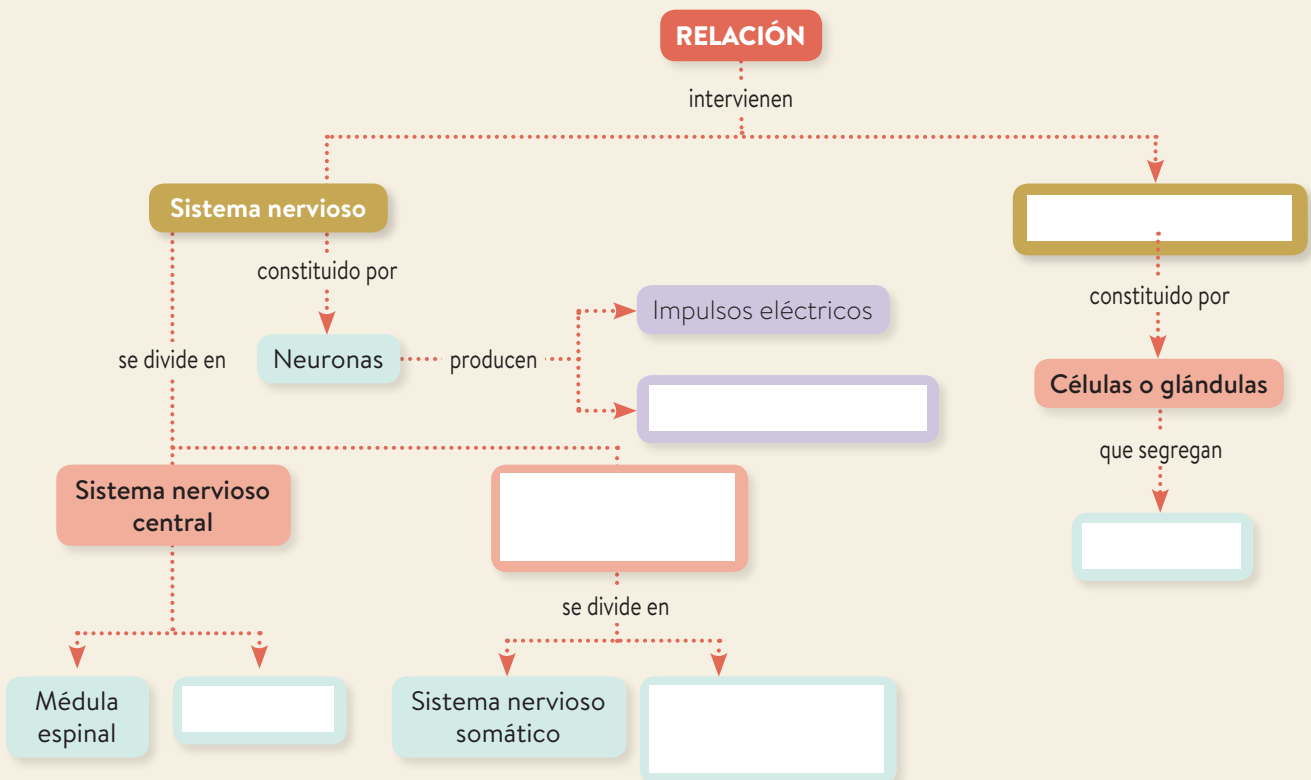 RELACIÓN
intervienen
Sistema nervioso
constituido por
constituido por
Impulsos eléctricos
se divide en
Neuronas
producen
Células o glándulas
que segregan
Sistema nervioso
central
se divide en
Médula
espinal
Sistema nervioso
somático